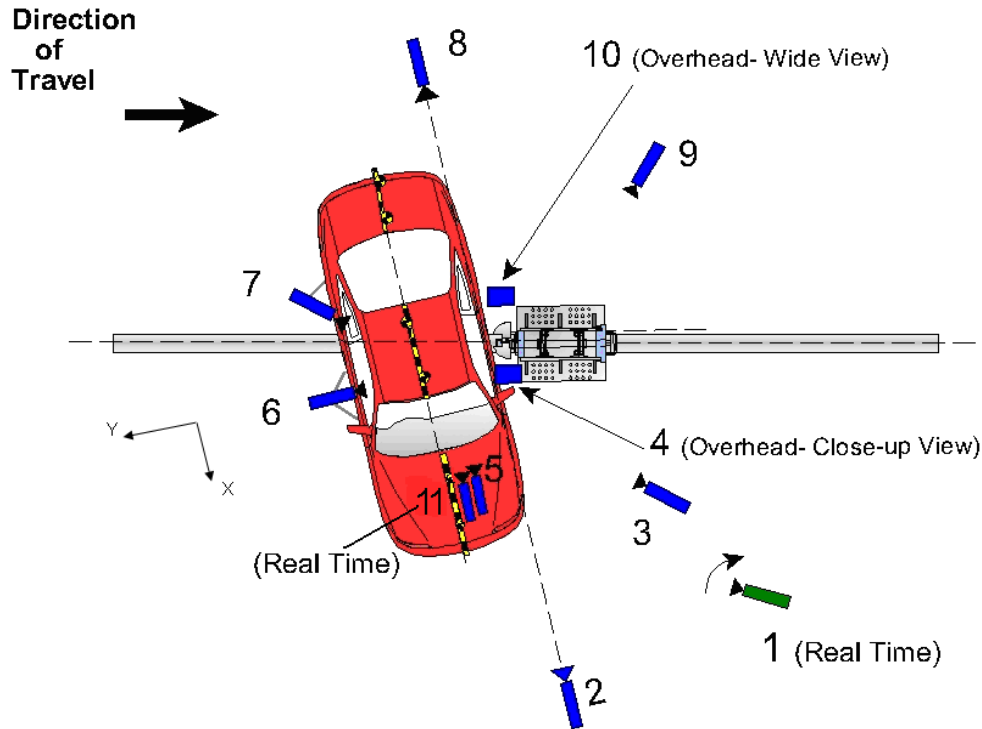 Direction
of
Travel
8
10 (Overhead- Wide View)
9
7
6
Y
X
4 (Overhead- Close-up View)
5
11
3
(Real Time)
1 (Real Time)
2